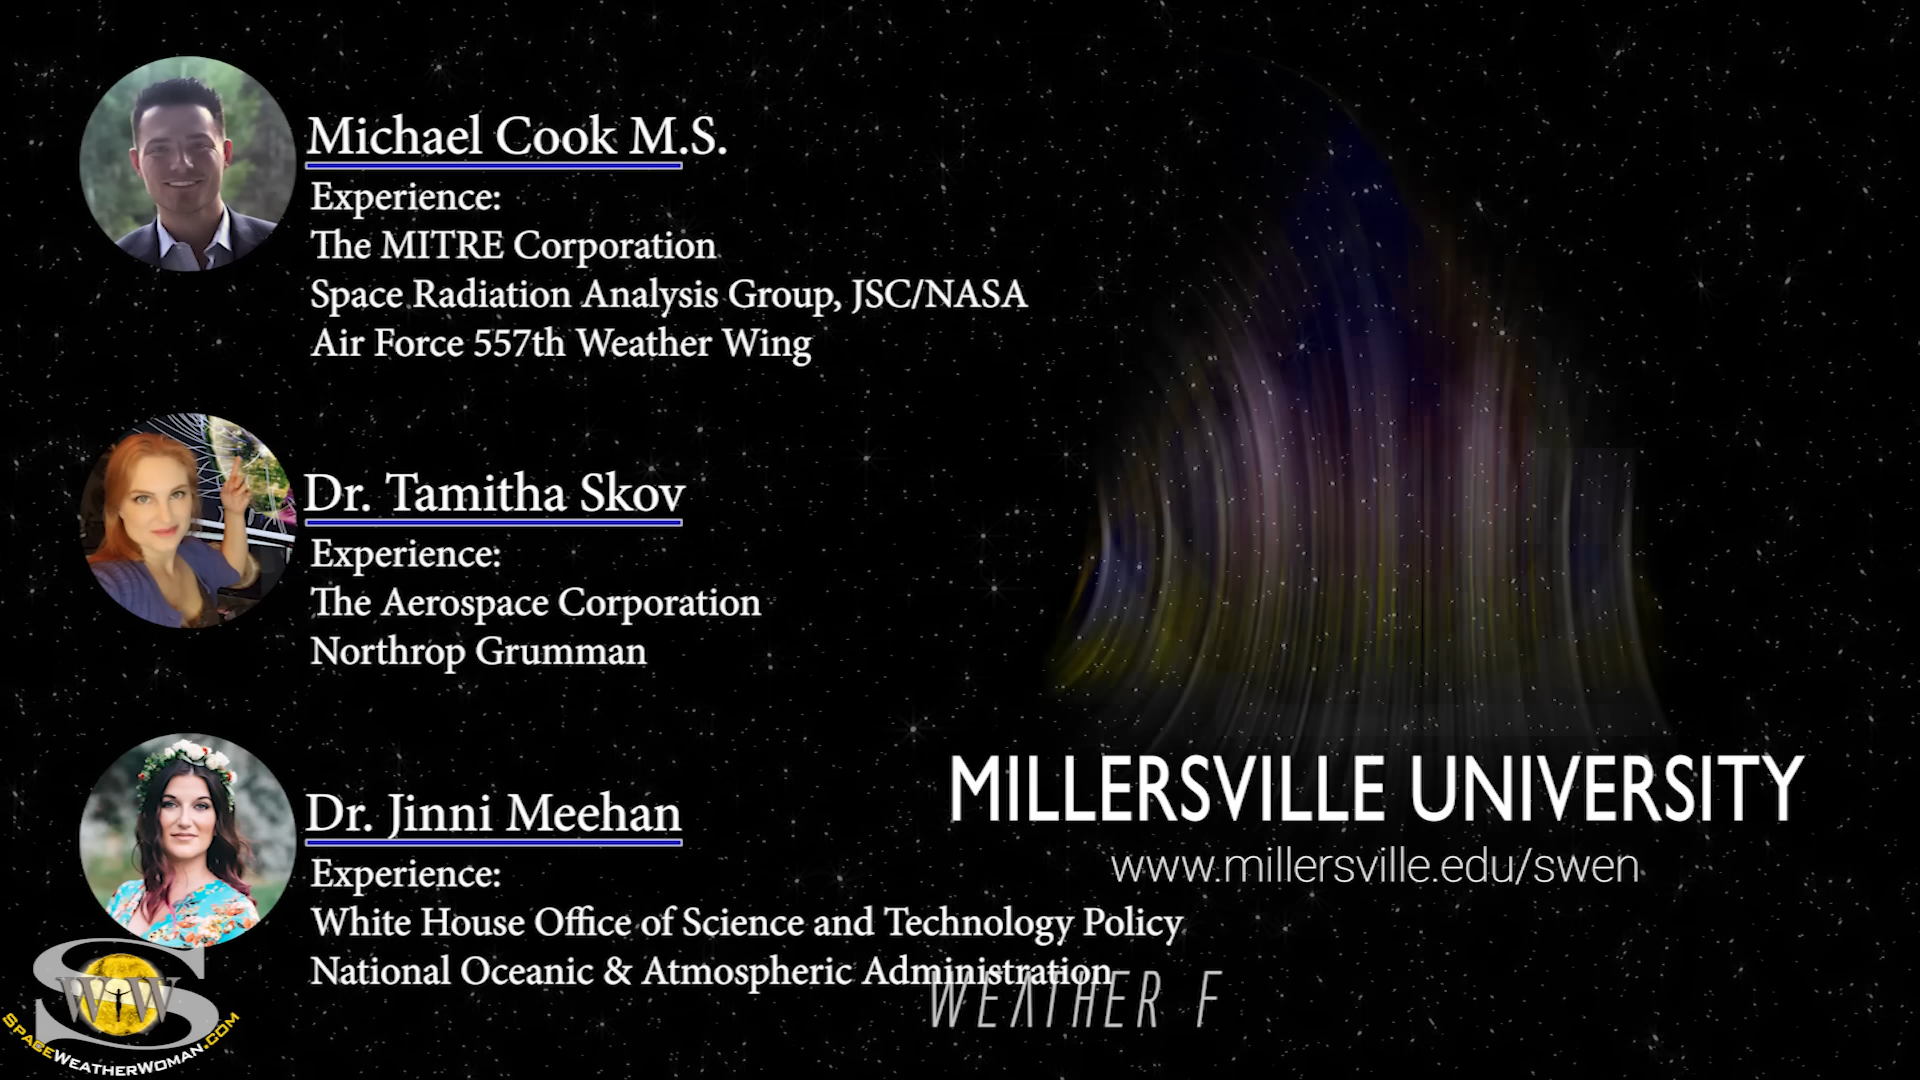 Michael Cook M.S.
Experience:
The MITRE Corporation
Space Radiation Analysis Group, JSC/NASA
Air Force 557th Weather Wing
Dr. Tamitha Skov
Experience:
The Aerospace Corporation
Northrop Grumman
Dr. Jinni Meehan
Experience:
White House Office of Science and Technology Policy
National Oceanic & Atmospheric Administration
MILLERSVILLE UNIVERSITY
www.millersville.edu/swen
WEATHER F
S
WW
SPACEWEATHERWOMAN.COM